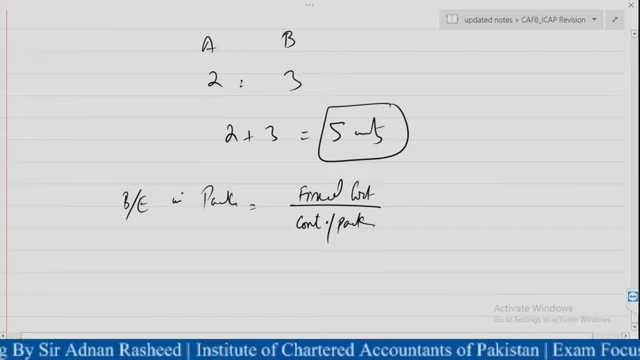 updated notes > CAF8_ICAP Revision
A B
2 : 3
2 + 3 = 5 units
B/E in Packs = Fixed Cost
Cont./pack
Activate Windows
Go to Settings to activate Windows.
g By Sir Adnan Rasheed | Institute of Chartered Accountants of Pakistan | Exam Focus